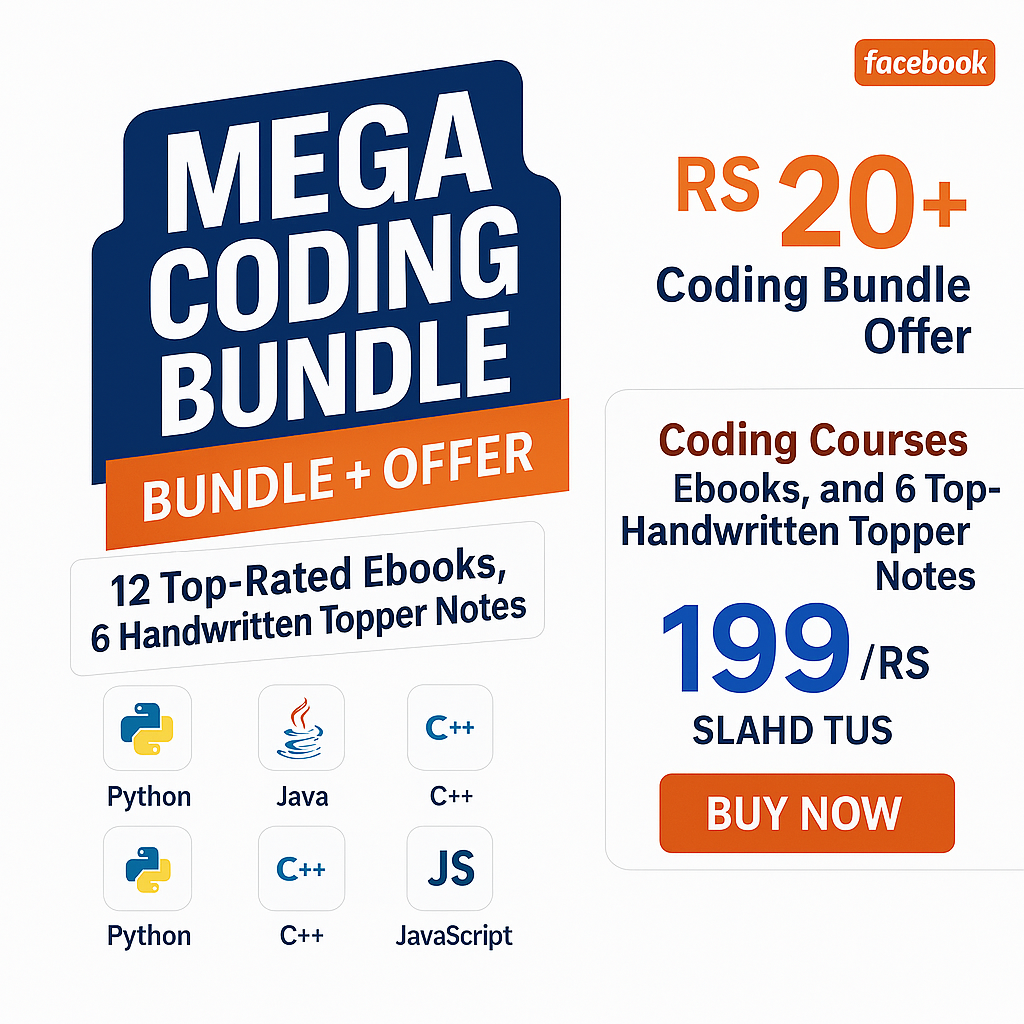 facebook
MEGA
CODING
BUNDLE
BUNDLE + OFFER
12 Top-Rated Ebooks,
6 Handwritten Topper Notes
Python
Java
C++
C++
Python
C++
C++
JS
JavaScript
RS 20+
Coding Bundle
Offer
Coding Courses
Ebooks, and 6 Top-
Handwritten Topper
Notes
199 /RS
SLAHD TUS
BUY NOW